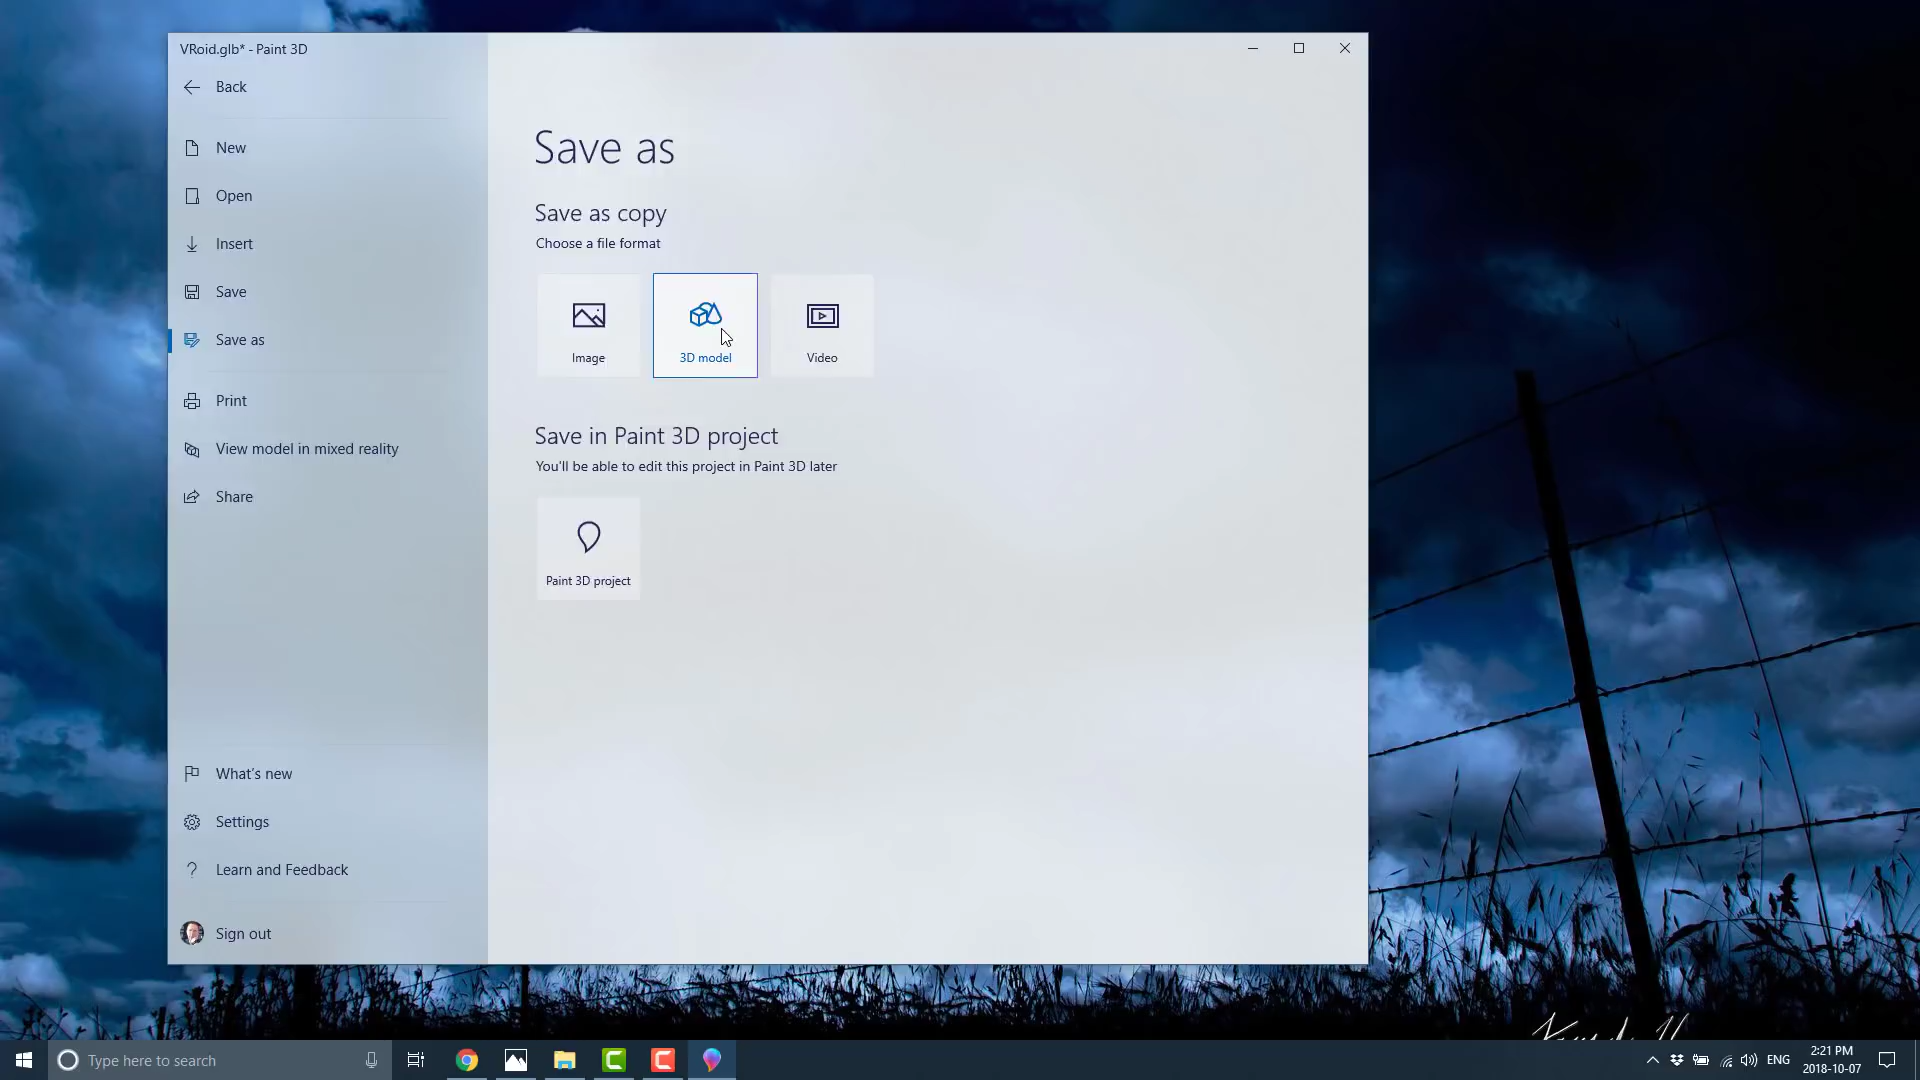 VRoid.glb* - Paint 3D
Back
New
Open
Insert
Save
Save as
Print
View model in mixed reality
Share
What's new
Settings
Learn and Feedback
Sign out
Save as
Save as copy
Choose a file format
Image
3D model
Video
Save in Paint 3D project
You'll be able to edit this project in Paint 3D later
Paint 3D project
Type here to search
ENG
2:21 PM
2018-10-07